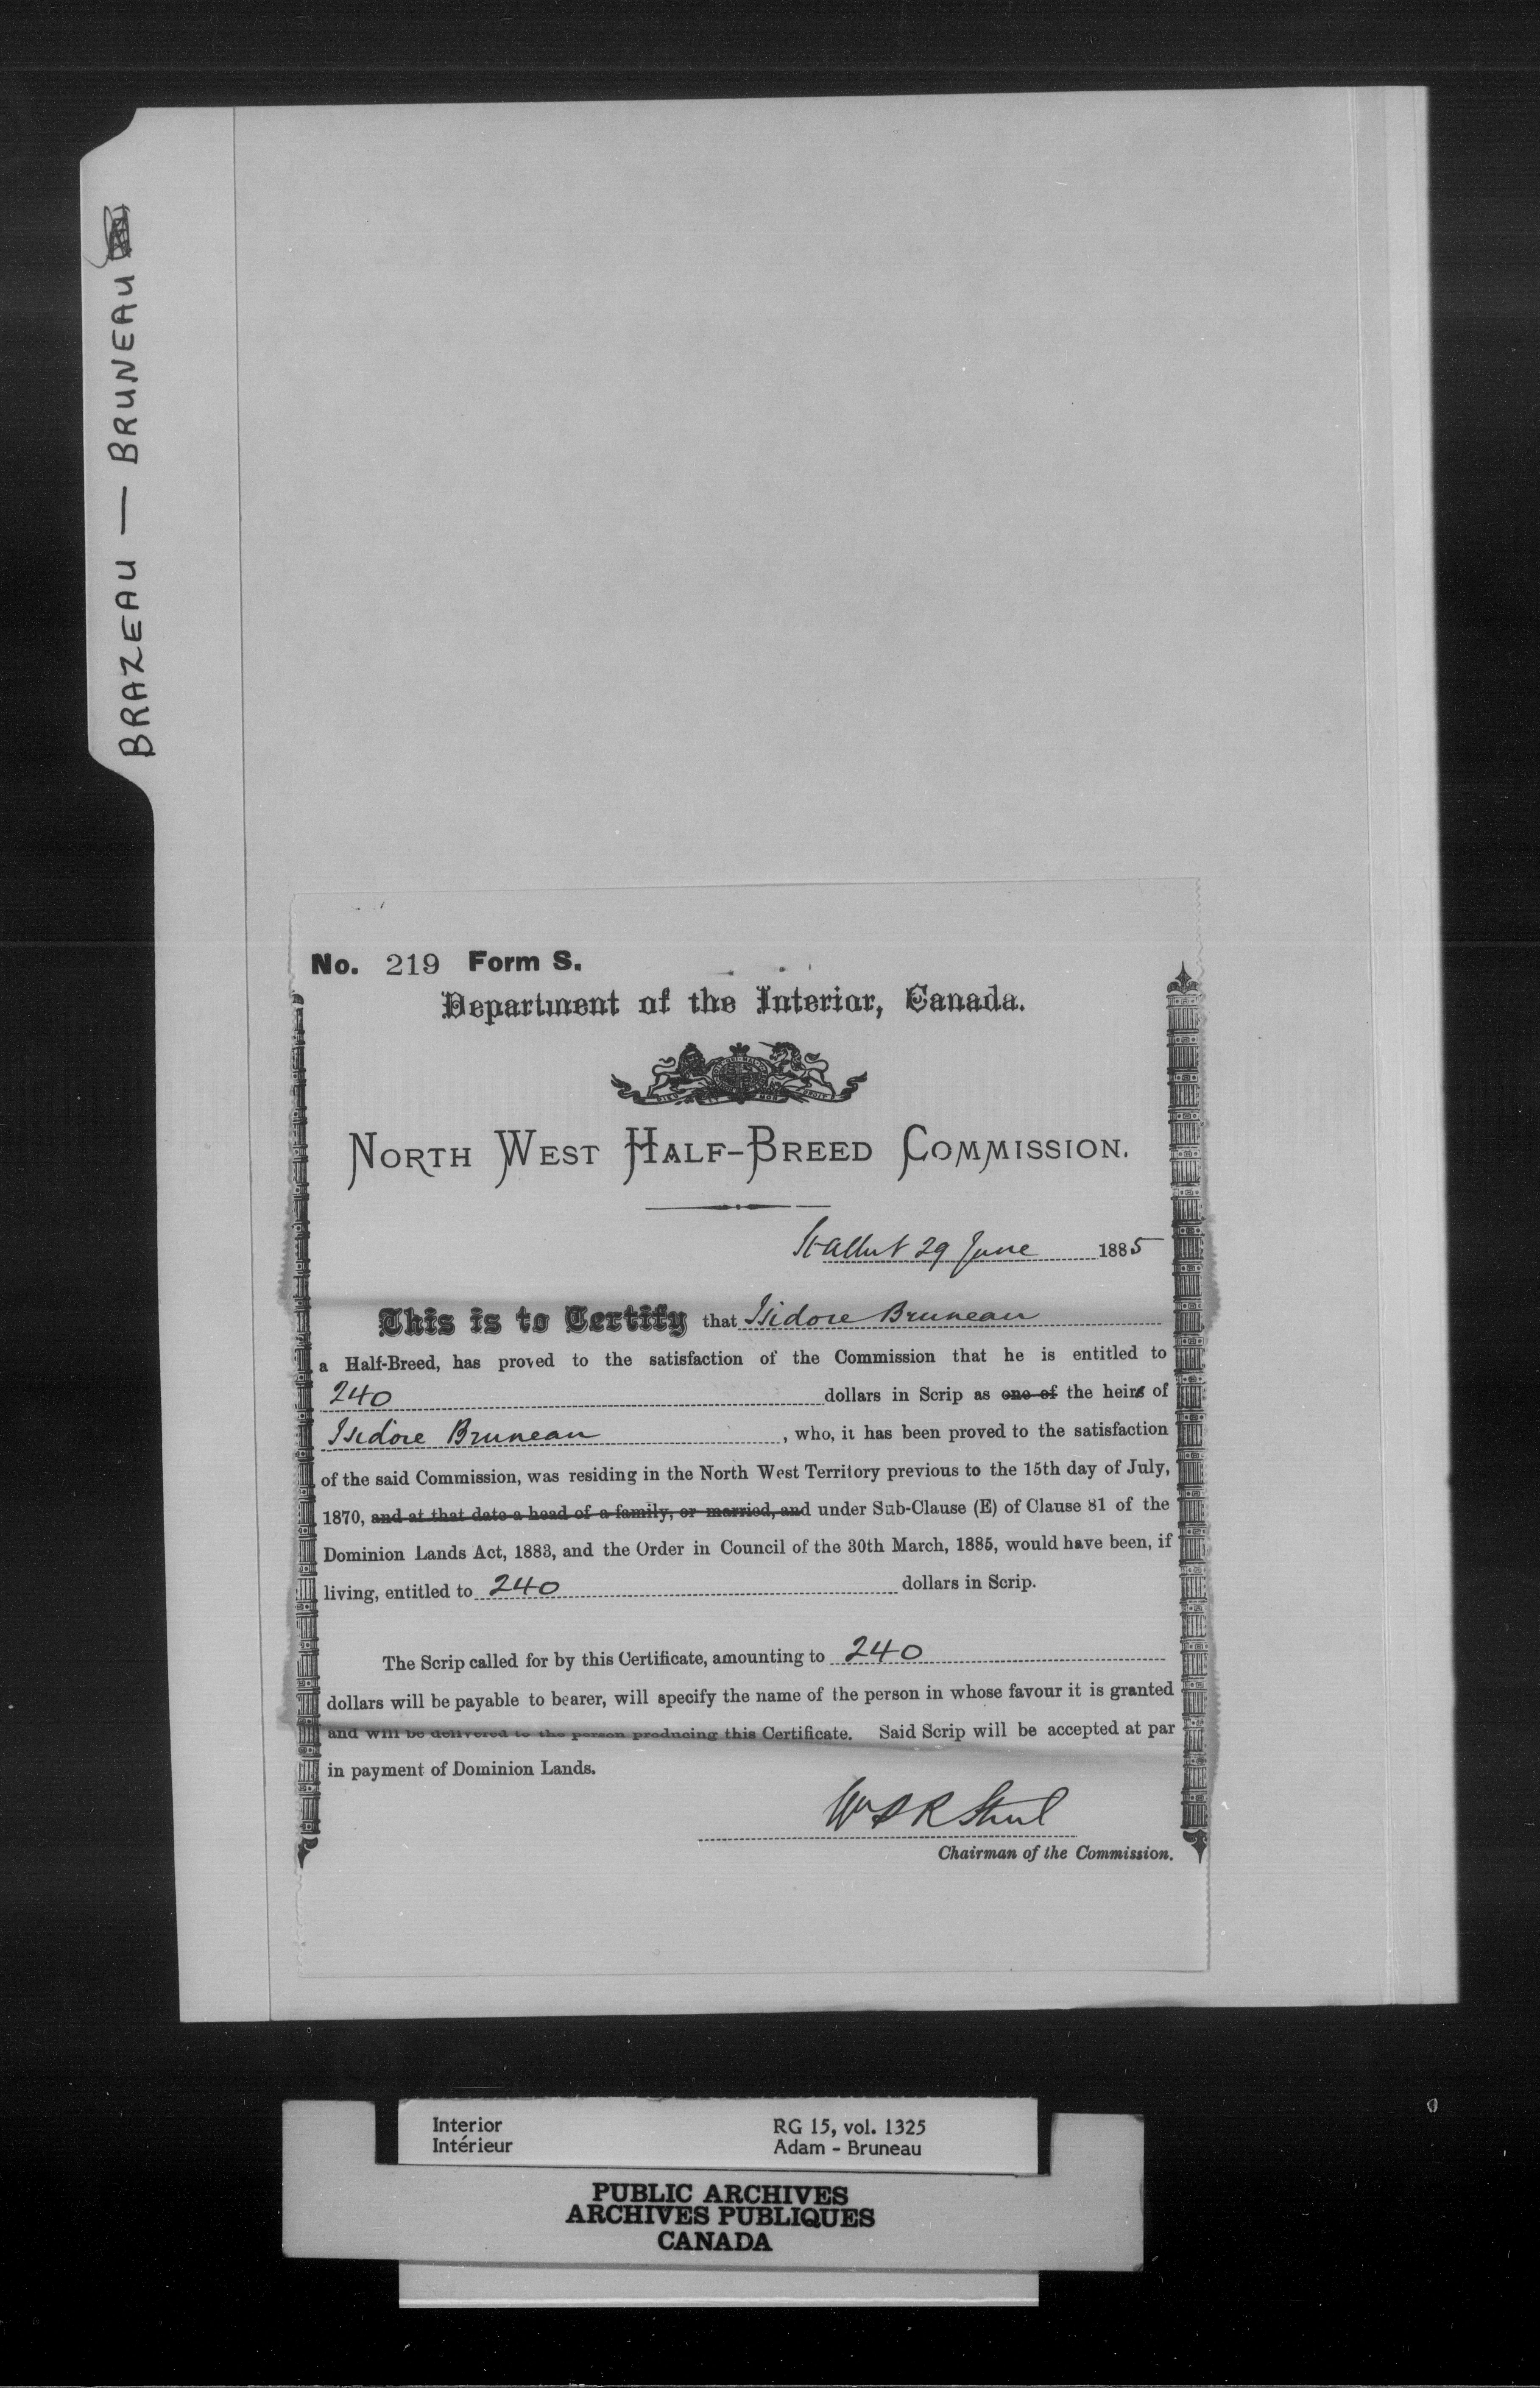 BRAZEAU — BRUNEAU
No. 219 Form S.
Department of the Interior, Canada.
NORTH WEST HALF-BREED COMMISSION.
St Albert 29 June 1885
This is to Certify that Isidore Bruneau
a Half-Breed, has proved to the satisfaction of the Commission that he is entitled to
240 dollars in Scrip as one of the heirs of
Isidore Bruneau, who, it has been proved to the satisfaction
of the said Commission, was residing in the North West Territory previous to the 15th day of July,
1870, and at that date a head of a family, or married, and under Sub-Clause (E) of Clause 81 of the
Dominion Lands Act, 1883, and the Order in Council of the 30th March, 1885, would have been, if
living, entitled to 240 dollars in Scrip.
The Scrip called for by this Certificate, amounting to 240
dollars will be payable to bearer, will specify the name of the person in whose favour it is granted
and will be delivered to the person producing this Certificate. Said Scrip will be accepted at par
in payment of Dominion Lands.
Wm P R Street
Chairman of the Commission.
Interior RG 15, vol. 1325
Intérieur Adam - Bruneau
PUBLIC ARCHIVES
ARCHIVES PUBLIQUES
CANADA